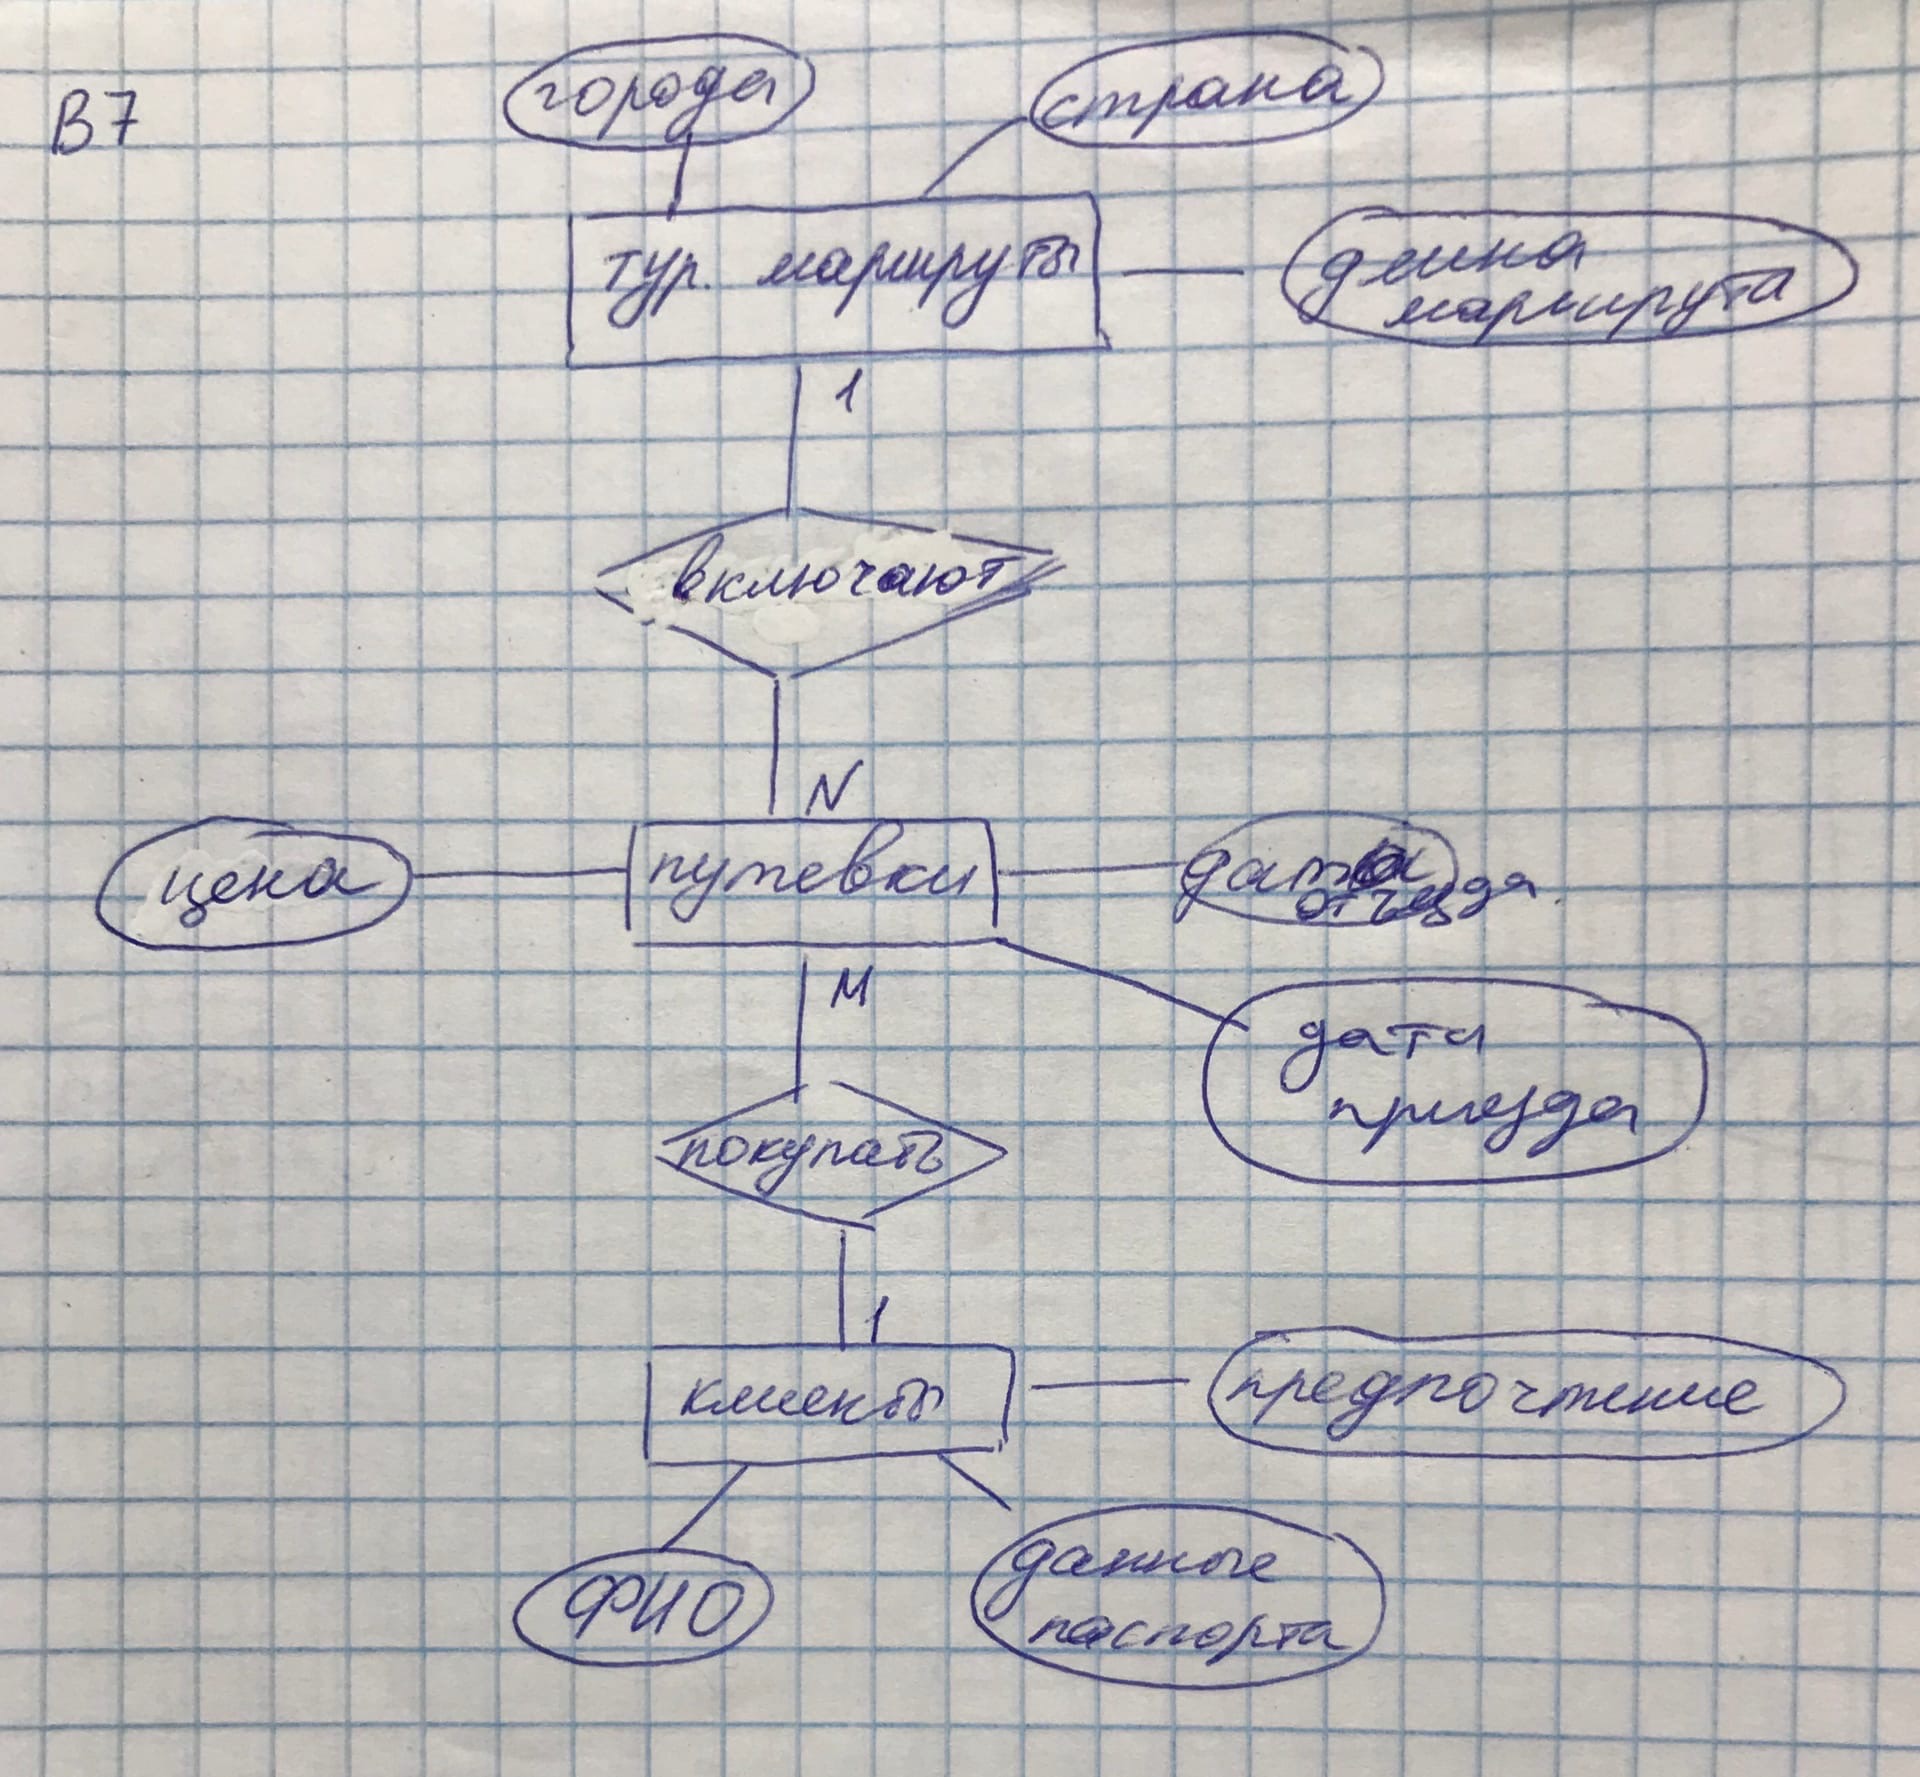 В7
города
страна
тур. маршруты
длина
маршрута
1
включают
N
цена
путевки
дата
отъезда
М
дата
приезда
покупать
1
клиенты
предпочтение
ФИО
данные
паспорта